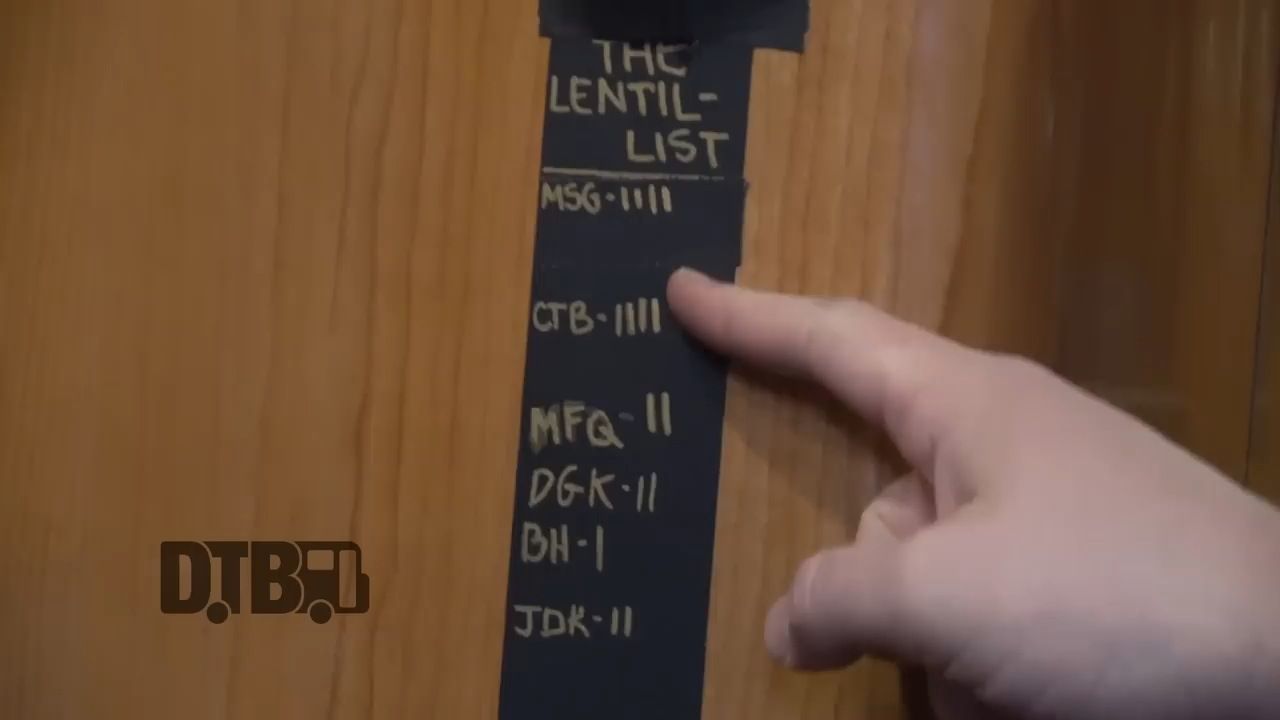 THE
LENTIL-
LIST
MSG-IIII
CTB-IIII
MFQ-II
DGK-II
BH-I
JDK-II
DTB